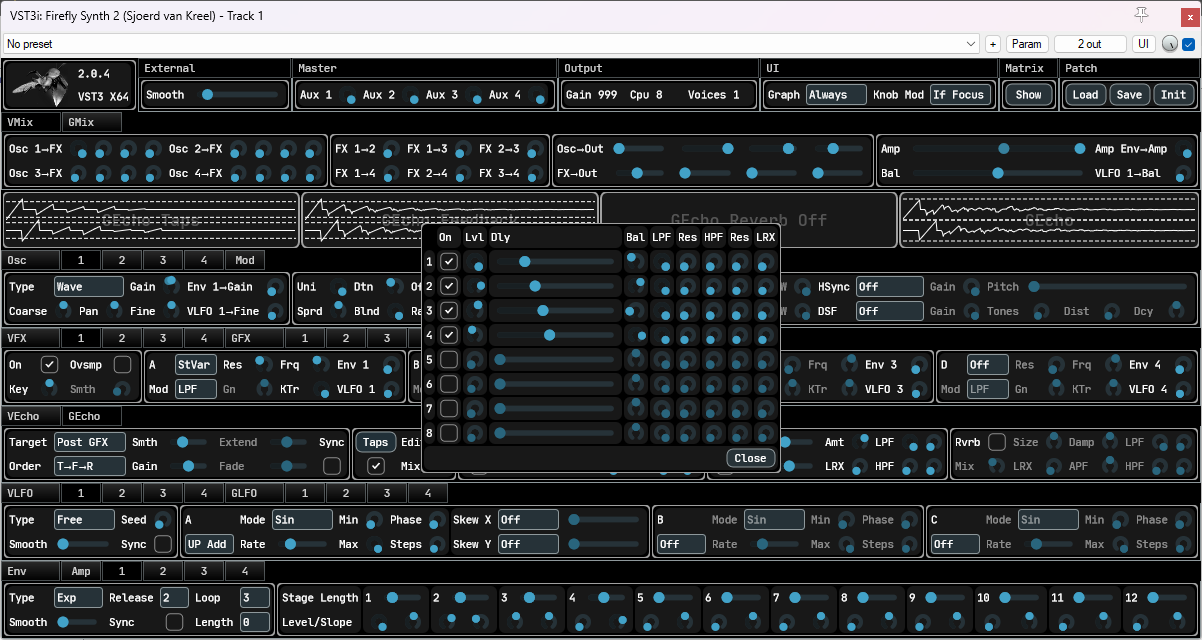 VST3i: Firefly Synth 2 (Sjoerd van Kreel) - Track 1
No preset + Param 2 out UI
2.0.4
VST3 X64
External Master Output UI Matrix Patch
Smooth Aux 1 Aux 2 Aux 3 Aux 4 Gain 999 Cpu 8 Voices 1 Graph Always Knob Mod If Focus Show Load Save Init
VMix GMix
Osc 1→FX Osc 2→FX FX 1→2 FX 1→3 FX 2→3 Osc→Out Amp Amp Env→Amp
Osc 3→FX Osc 4→FX FX 1→4 FX 2→4 FX 3→4 FX→Out Bal VLFO 1→Bal
GEcho Taps GEcho Feedback GEcho Reverb Off GEcho
Osc 1 2 3 4 Mod
Type Wave Gain Env 1→Gain Uni Dtn HSync Off Gain Pitch
Coarse Pan Fine VLFO 1→Fine Sprd Blnd DSF Off Gain Tones Dist Dcy
VFX 1 2 3 4 GFX 1 2 3
On Ovsmp A StVar Res Frq Env 1 B Frq Env 3 D Off Res Frq Env 4
Key Smth Mod LPF Gn KTr VLFO 1 KTr VLFO 3 Mod LPF Gn KTr VLFO 4
VEcho GEcho
Target Post GFX Smth Extend Sync Taps Amt LPF Rvrb Size Damp LPF
Order T→F→R Gain Fade Mix LRX HPF Mix LRX APF HPF
On Lvl Dly Bal LPF Res HPF Res LRX
1
2
3
4
5
6
7
8
Close
VLFO 1 2 3 4 GLFO 1 2 3 4
Type Free Seed A Mode Sin Min Phase Skew X Off B Mode Sin Min Phase C Mode Sin Min Phase
Smooth Sync UP Add Rate Max Steps Skew Y Off Off Rate Max Steps Off Rate Max Steps
Env Amp 1 2 3 4
Type Exp Release 2 Loop 3 Stage Length 1 2 3 4 5 6 7 8 9 10 11 12
Smooth Sync Length 0 Level/Slope